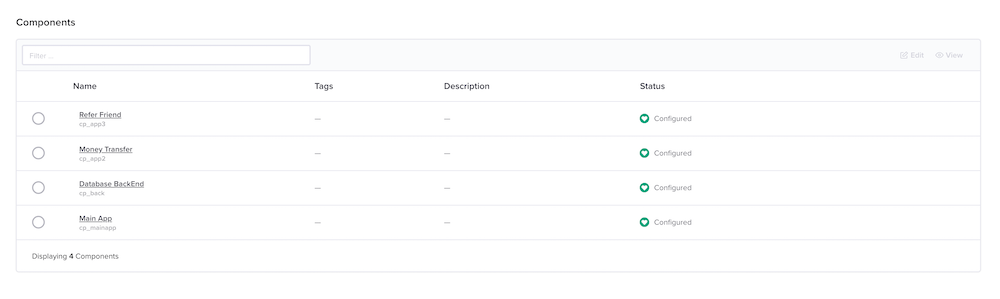 Components
Filter ...
Edit View
Name Tags Description Status
Refer Friend — — Configured
cp_app3
Money Transfer — — Configured
cp_app2
Database BackEnd — — Configured
cp_back
Main App — — Configured
cp_mainapp
Displaying 4 Components